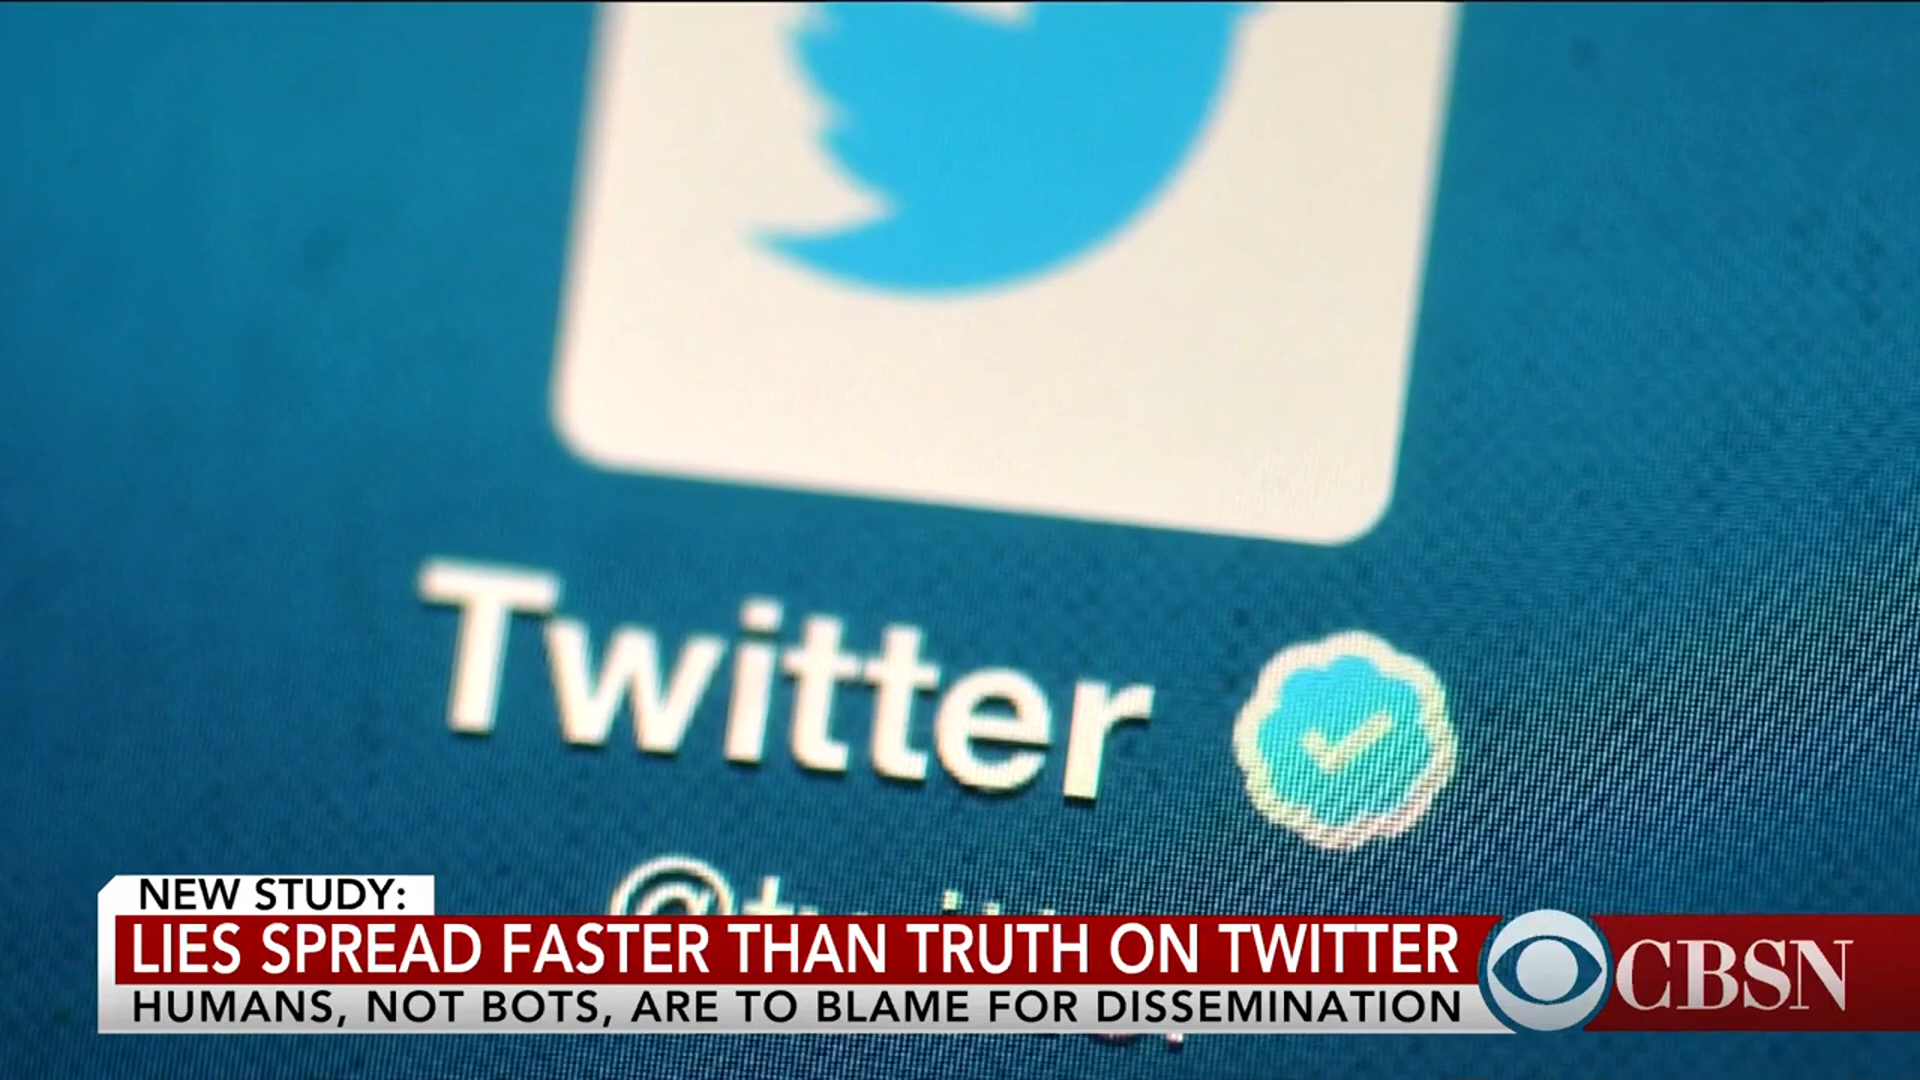 Twitter
NEW STUDY:
LIES SPREAD FASTER THAN TRUTH ON TWITTER
HUMANS, NOT BOTS, ARE TO BLAME FOR DISSEMINATION
CBSN